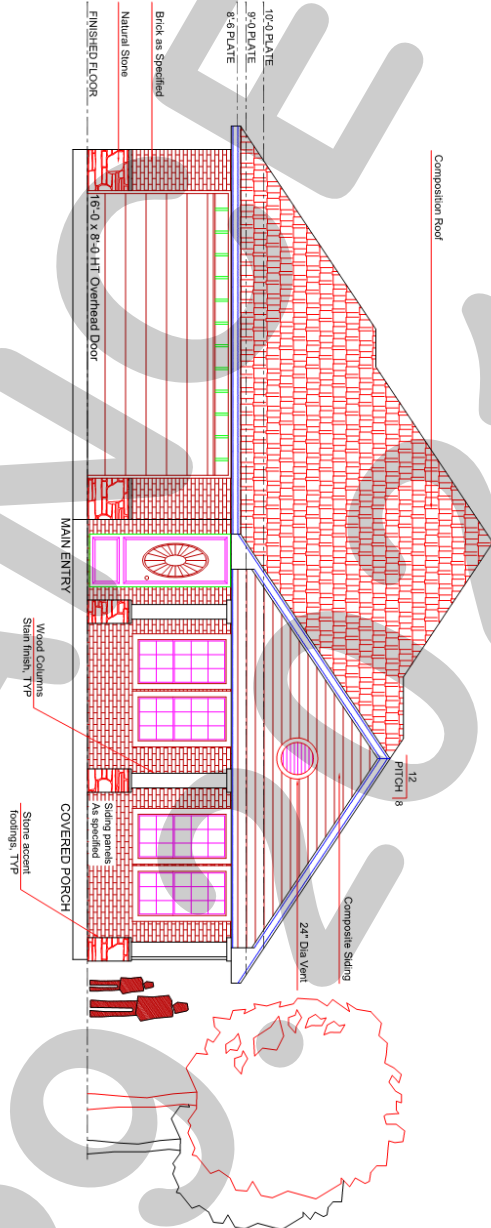 Composition Roof
12
PITCH 8
10'-0 PLATE
9'-0 PLATE
8'-6 PLATE
Composite Siding
24" Dia Vent
Brick as Specified
Natural Stone
FINISHED FLOOR
16'-0 x 8'-0 HT Overhead Door
Siding panels
As specified
MAIN ENTRY
COVERED PORCH
Wood Columns
Stain finish, TYP
Stone accent
footings, TYP